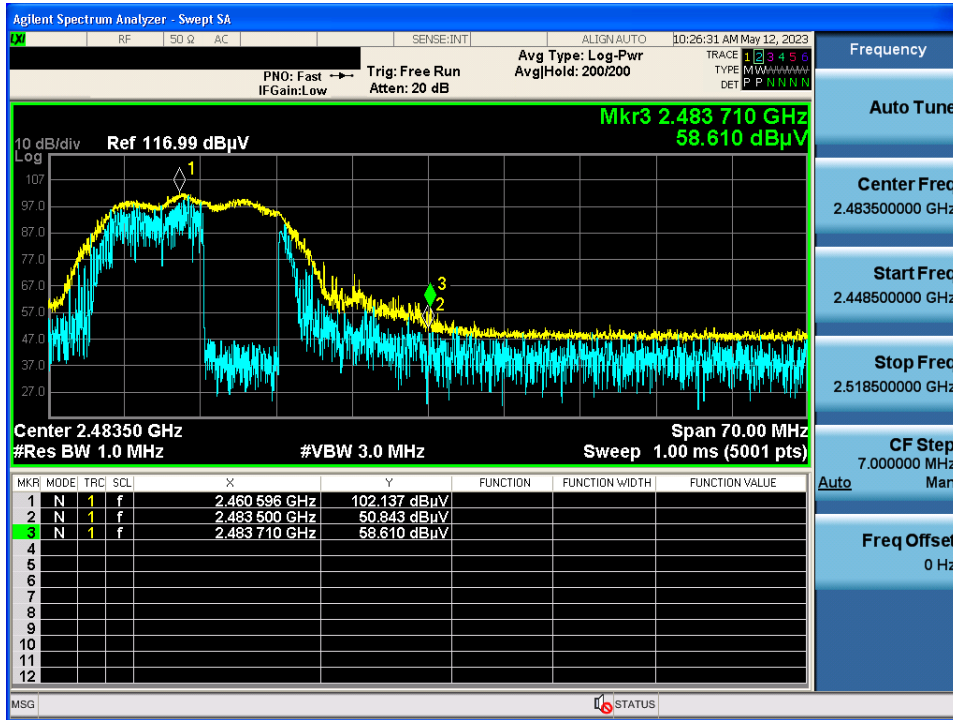 Agilent Spectrum Analyzer - Swept SA
LXI RF 50 Ω AC SENSE:INT ALIGN AUTO 10:26:31 AM May 12, 2023
PNO: Fast
IFGain:Low
Trig: Free Run
Atten: 20 dB
Avg Type: Log-Pwr
Avg|Hold: 200/200
TRACE 1 2 3 4 5 6
TYPE M W W W W W
DET P P N N N N
Mkr3 2.483 710 GHz
58.610 dBµV
10 dB/div Ref 116.99 dBµV
Log
107
97.0
87.0
77.0
67.0
57.0
47.0
37.0
27.0
1
3
2
Center 2.48350 GHz Span 70.00 MHz
#Res BW 1.0 MHz #VBW 3.0 MHz Sweep 1.00 ms (5001 pts)
MKR MODE TRC SCL X Y FUNCTION FUNCTION WIDTH FUNCTION VALUE
1 N 1 f 2.460 596 GHz 102.137 dBµV
2 N 1 f 2.483 500 GHz 50.843 dBµV
3 N 1 f 2.483 710 GHz 58.610 dBµV
4
5
6
7
8
9
10
11
12
MSG STATUS
Frequency
Auto Tune
Center Freq
2.483500000 GHz
Start Freq
2.448500000 GHz
Stop Freq
2.518500000 GHz
CF Step
7.000000 MHz
Auto Man
Freq Offset
0 Hz